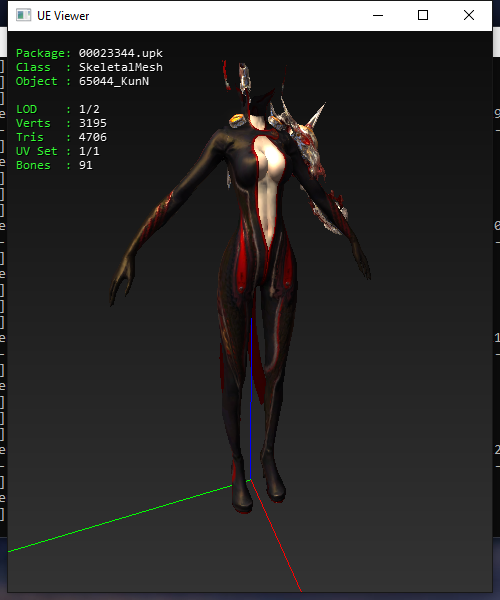 UE Viewer
Package: 00023344.upk
Class  : SkeletalMesh
Object : 65044_KunN
LOD    : 1/2
Verts  : 3195
Tris   : 4706
UV Set : 1/1
Bones  : 91